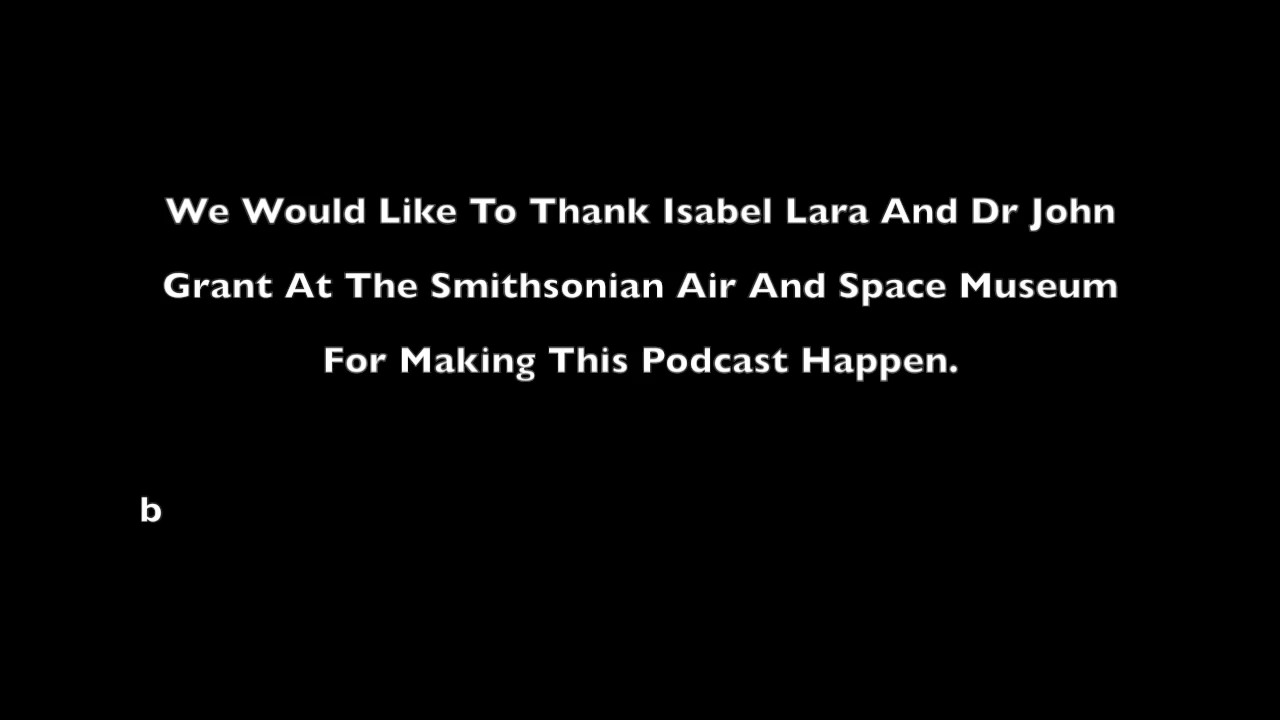 We Would Like To Thank Isabel Lara And Dr John
Grant At The Smithsonian Air And Space Museum
For Making This Podcast Happen.
b